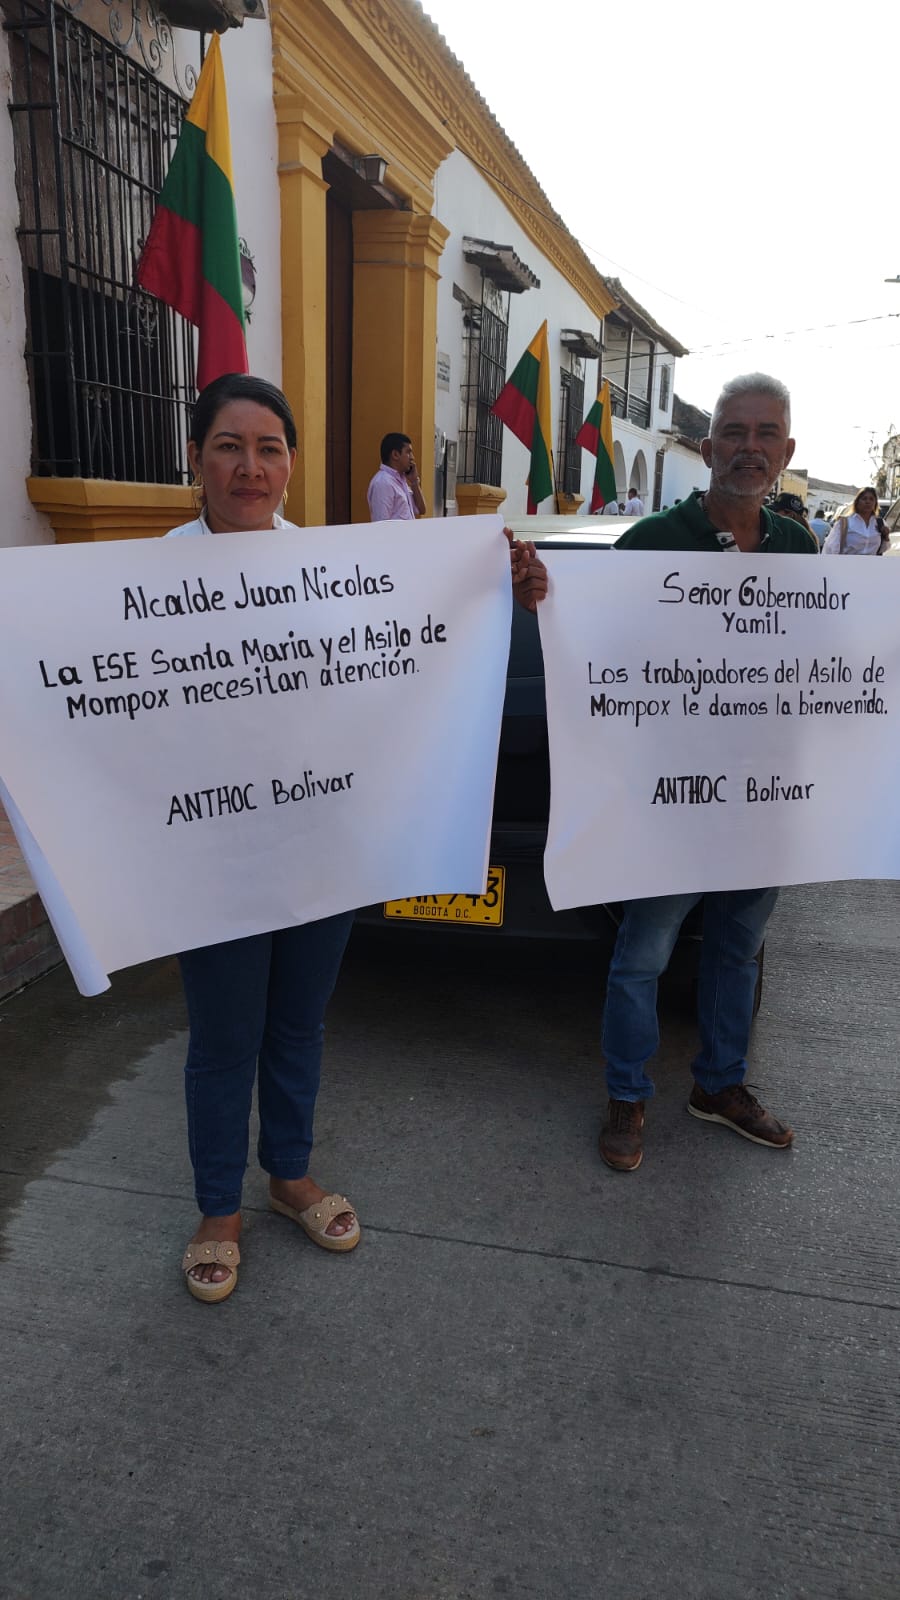 Alcalde Juan Nicolas
La ESE Santa Maria y el Asilo de
Mompox necesitan atención.
ANTHOC Bolivar
Señor Gobernador
Yamil.
Los trabajadores del Asilo de
Mompox le damos la bienvenida.
ANTHOC Bolivar
BOGOTA D.C.